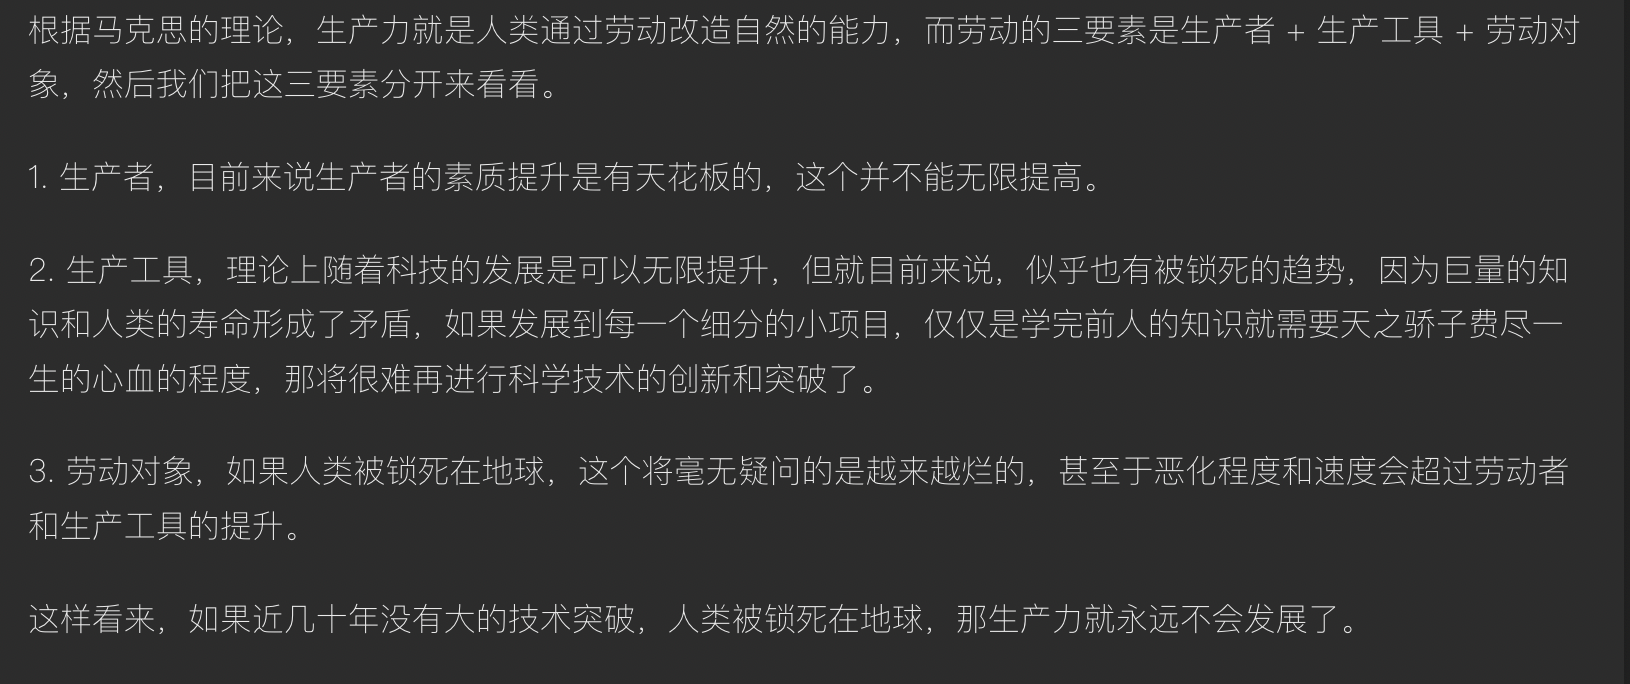 根据马克思的理论，生产力就是人类通过劳动改造自然的能力，而劳动的三要素是生产者 + 生产工具 + 劳动对
象，然后我们把这三要素分开来看看。
1. 生产者，目前来说生产者的素质提升是有天花板的，这个并不能无限提高。
2. 生产工具，理论上随着科技的发展是可以无限提升，但就目前来说，似乎也有被锁死的趋势，因为巨量的知
识和人类的寿命形成了矛盾，如果发展到每一个细分的小项目，仅仅是学完前人的知识就需要天之骄子费尽一
生的心血的程度，那将很难再进行科学技术的创新和突破了。
3. 劳动对象，如果人类被锁死在地球，这个将毫无疑问的是越来越烂的，甚至于恶化程度和速度会超过劳动者
和生产工具的提升。
这样看来，如果近几十年没有大的技术突破，人类被锁死在地球，那生产力就永远不会发展了。